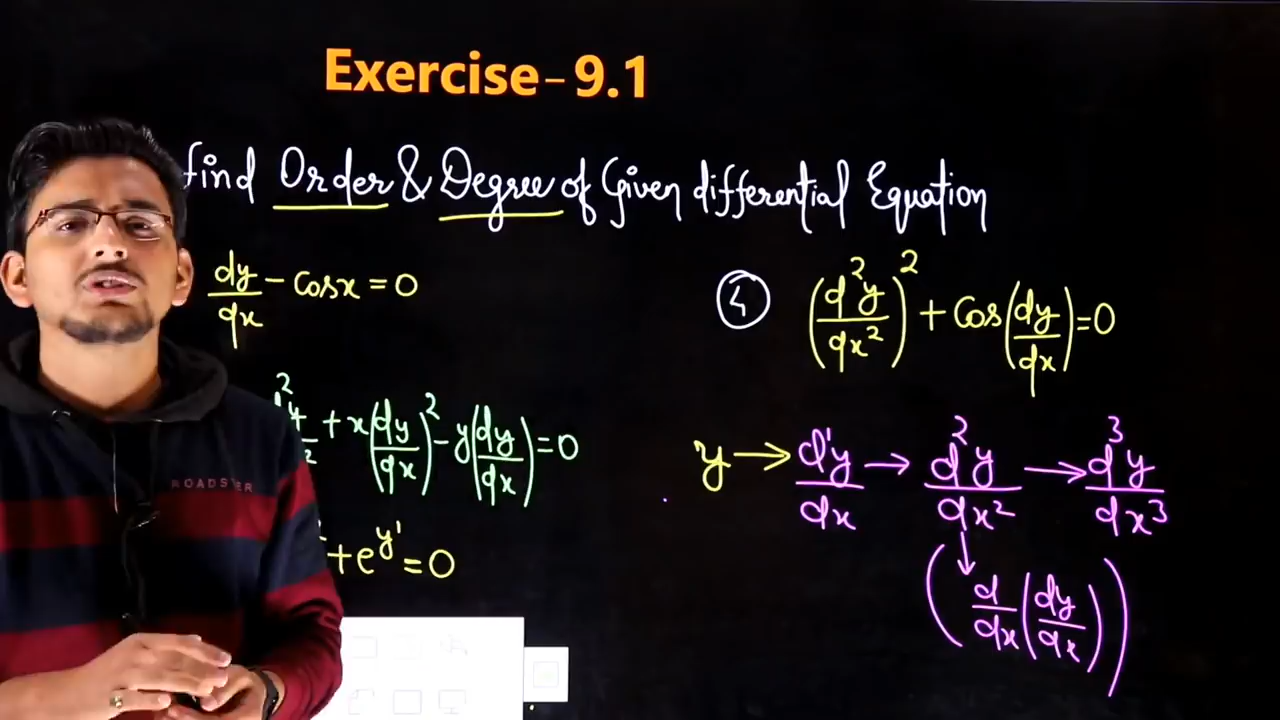 Exercise-9.1
find Order & Degree of Given differential Equation
dy/dx - Cosx = 0
④ (d²y/dx²)² + Cos(dy/dx) = 0
+ x(dy/dx)² - y(dy/dx) = 0
y → d'y/dx → d²y/dx² → d³y/dx³
↓
(d/dx(dy/dx))
+ e^y' = 0
ROADSTER